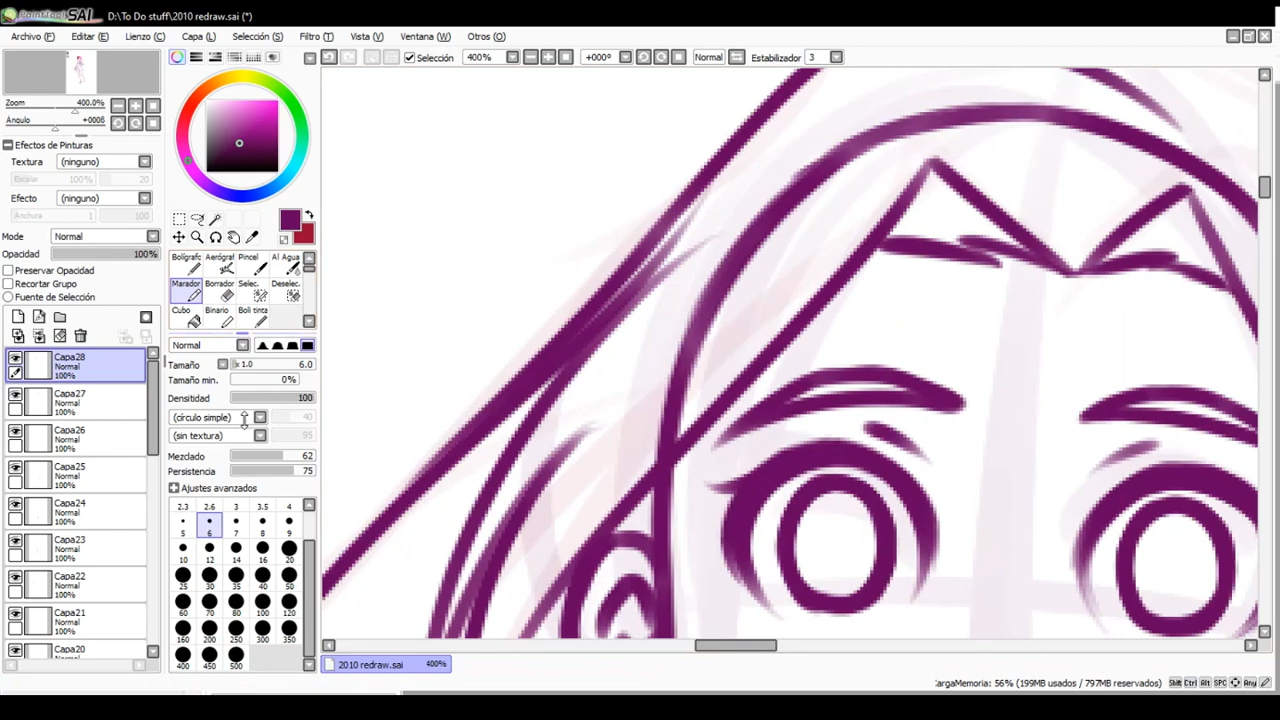 PaintTool SAI D:\To Do stuff\2010 redraw.sai (*)
Archivo (F) Editar (E) Lienzo (C) Capa (L) Selección (S) Filtro (T) Vista (V) Ventana (W) Otros (O)
Selección 400% +000º Normal Estabilizador 3
Zoom 400.0%
Ángulo +000ß
Efectos de Pinturas
Textura (ninguno)
Escalar 100% 20
Efecto (ninguno)
Anchura 1 100
Mode Normal
Opacidad 100%
Preservar Opacidad
Recortar Grupo
Fuente de Selección
Capa28
Normal
100%
Capa27
Normal
100%
Capa26
Normal
100%
Capa25
Normal
100%
Capa24
Normal
100%
Capa23
Normal
100%
Capa22
Normal
100%
Capa21
Normal
100%
Capa20
Normal
Bolígrafo Aerógraf Pincel Al Agua
Marador Borrador Selec. Deselec.
Cubo Binario Boli tinta
Normal
Tamaño x 1.0 6.0
Tamaño min. 0%
Densitidad 100
(círculo simple) 40
(sin textura) 95
Mezclado 62
Persistencia 75
Ajustes avanzados
2.3 2.6 3 3.5 4
5 6 7 8 9
10 12 14 16 20
25 30 35 40 50
60 70 80 100 120
160 200 250 300 350
400 450 500
2010 redraw.sai 400%
CargaMemoria: 56% (199MB usados / 797MB reservados) Shift Ctrl Alt SPC Any